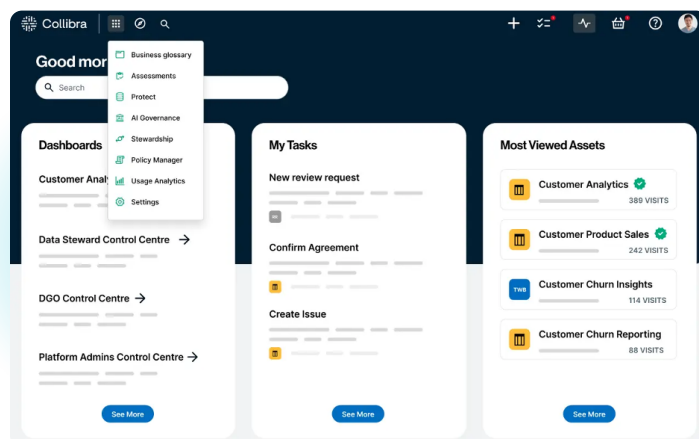 Collibra
Good mor
Search
Business glossary
Assessments
Protect
AI Governance
Stewardship
Policy Manager
Usage Analytics
Settings
Dashboards
Customer Anal
Data Steward Control Centre →
DGO Control Centre →
Platform Admins Control Centre →
See More
My Tasks
New review request
Confirm Agreement
Create Issue
See More
Most Viewed Assets
Customer Analytics
389 VISITS
Customer Product Sales
242 VISITS
TWB
Customer Churn Insights
114 VISITS
Customer Churn Reporting
88 VISITS
See More